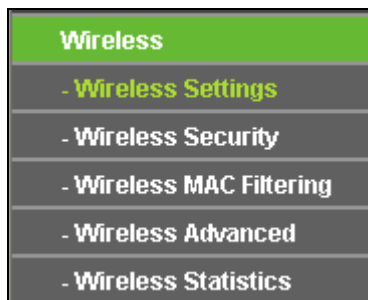 Wireless
- Wireless Settings
- Wireless Security
- Wireless MAC Filtering
- Wireless Advanced
- Wireless Statistics